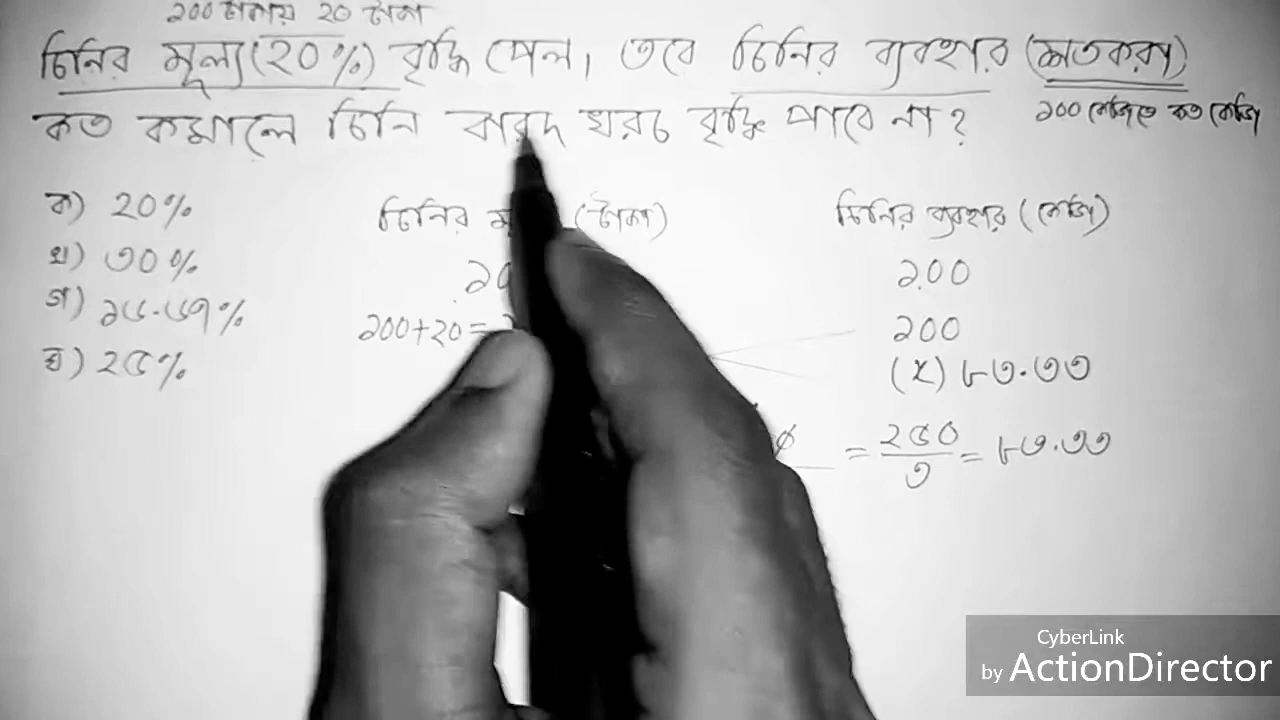 ১০০ টাকায় ২০ টাকা
চিনির মূল্য (২০%) বৃদ্ধি পেল। তবে চিনির ব্যবহার (শতকরা)
কত কমালে চিনি বাবদ খরচ বৃদ্ধি পাবে না?
১০০ কেজিতে কত কেজি
ক) ২০%
খ) ৩০%
গ) ১৬.৬৭%
ঘ) ২৫%
চিনির (টাকা)
১০০+২০=
চিনির ব্যবহার (কেজি)
১০০
১০০
(x) ৮৩.৩৩
= ২৫০/৩ = ৮৩.৩৩
CyberLink
by ActionDirector